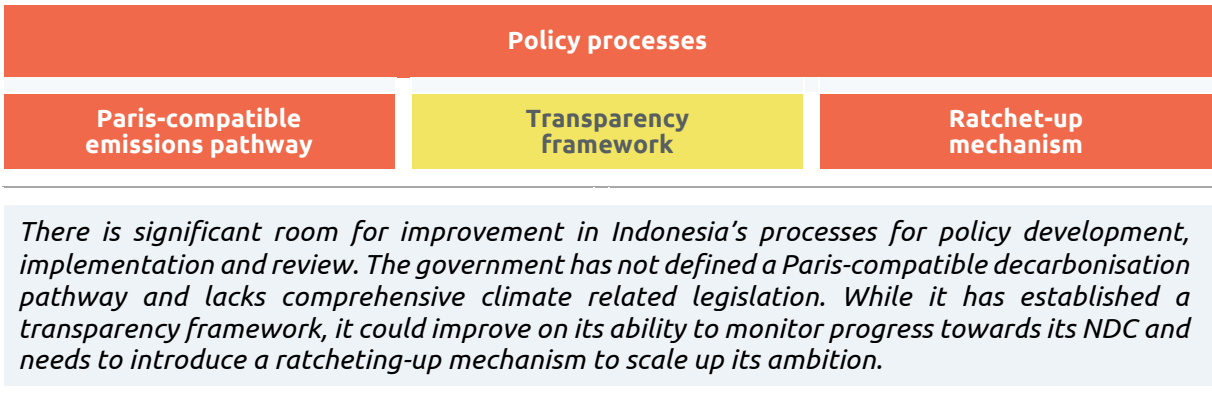 Policy processes
Paris-compatible
emissions pathway
Transparency
framework
Ratchet-up
mechanism
There is significant room for improvement in Indonesia’s processes for policy development,
implementation and review. The government has not defined a Paris-compatible decarbonisation
pathway and lacks comprehensive climate related legislation. While it has established a
transparency framework, it could improve on its ability to monitor progress towards its NDC and
needs to introduce a ratcheting-up mechanism to scale up its ambition.